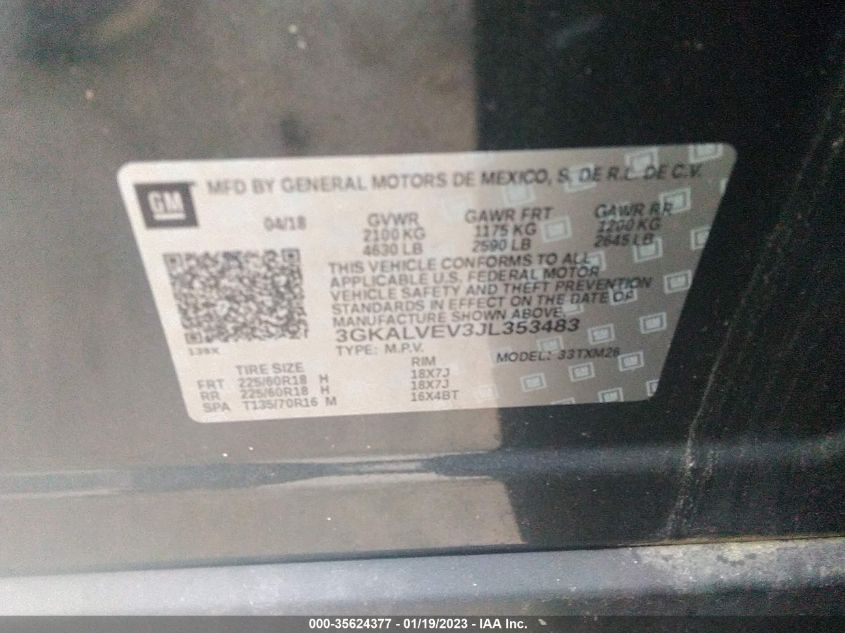 GM MFD BY GENERAL MOTORS DE MEXICO, S. DE R.L. DE C.V.
04/18 GVWR GAWR FRT GAWR RR
2100 KG 1175 KG 1200 KG
4630 LB 2590 LB 2645 LB
THIS VEHICLE CONFORMS TO ALL
APPLICABLE U.S. FEDERAL MOTOR
VEHICLE SAFETY AND THEFT PREVENTION
STANDARDS IN EFFECT ON THE DATE OF
MANUFACTURE SHOWN ABOVE.
3GKALVEV3JL353483
TYPE: M.P.V. MODEL: 33TXM26
TIRE SIZE RIM
FRT 225/60R18 H 18X7J
RR 225/60R18 H 18X7J
SPA T135/70R16 M 16X4BT
000-35624377 - 01/19/2023 - IAA Inc.